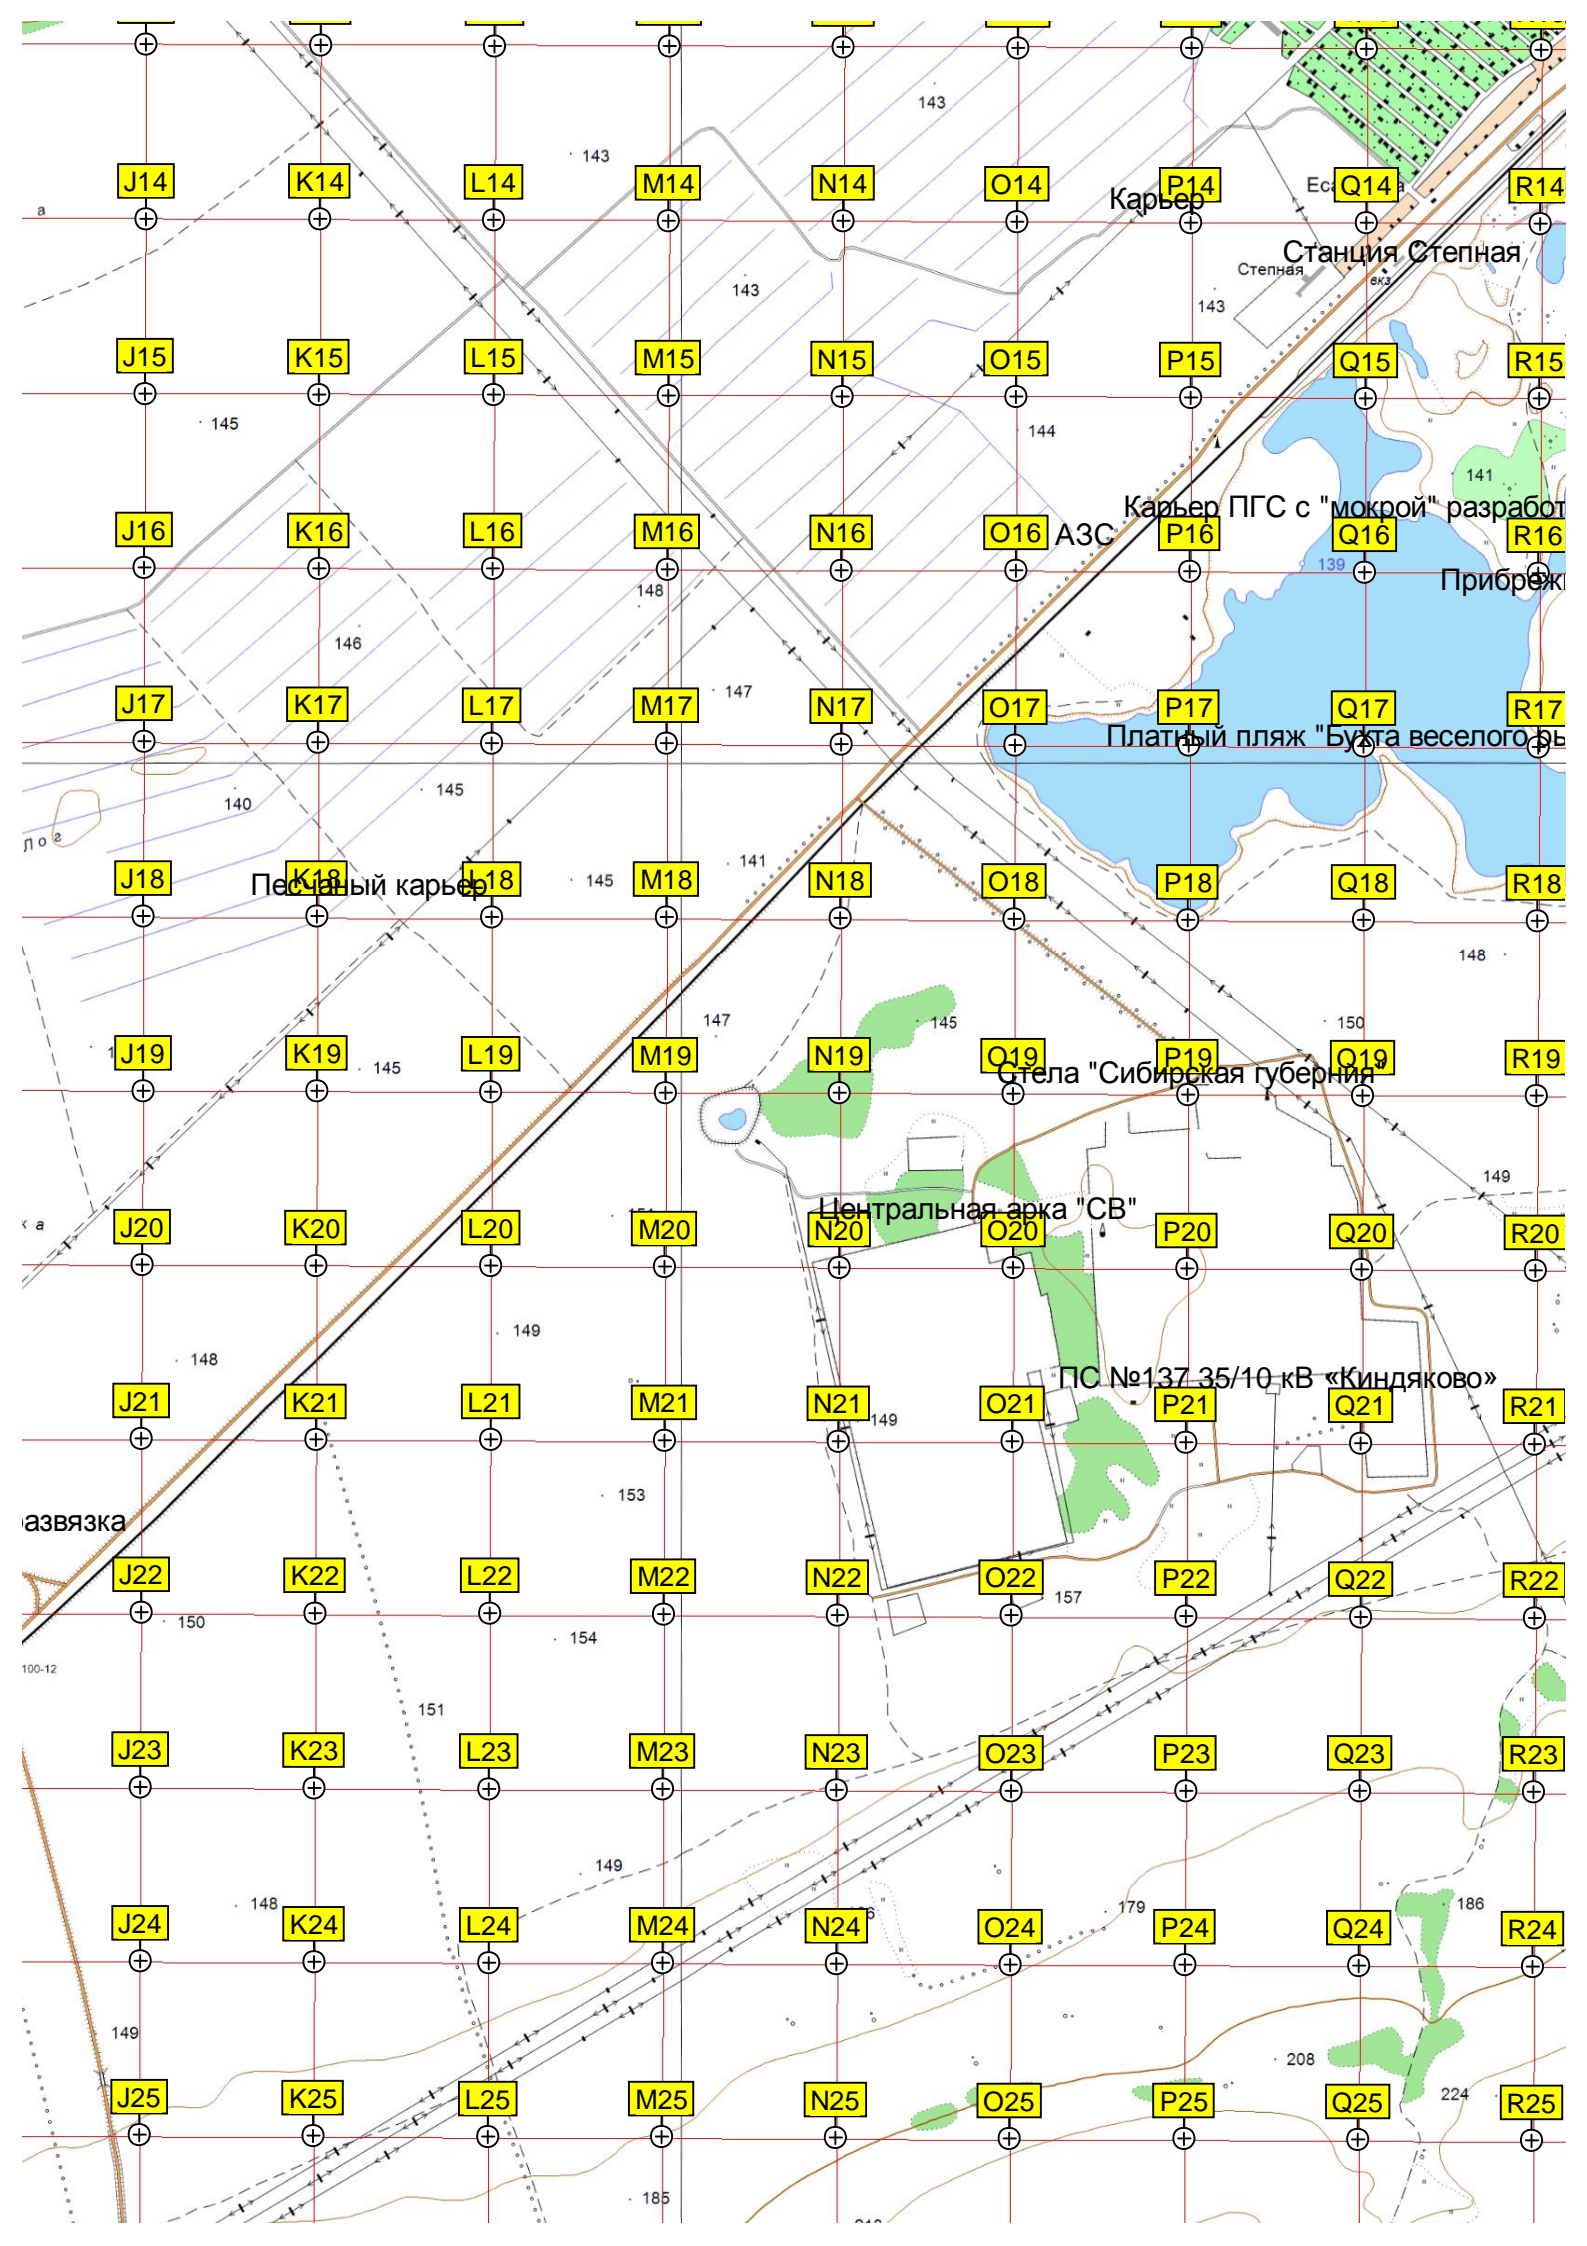 143
143
J14 K14 L14 M14 N14 O14 P14 Q14 R14
а
Карьер
Станция Степная
Степная
екз
143
143
J15 K15 L15 M15 N15 O15 P15 Q15 R15
145
144
141
Карьер ПГС с "мокрой" разработ
J16 K16 L16 M16 N16 O16 АЗС P16 Q16 R16
139
Прибрежн
148
146
147
J17 K17 L17 M17 N17 O17 P17 Q17 R17
Платный пляж "Бухта веселого ры
145
140
Лог
141
145
J18 K18 L18 M18 N18 O18 P18 Q18 R18
Песчаный карьер
148
147
145
150
J19 K19 L19 M19 N19 O19 P19 Q19 R19
145
Стела "Сибирская губерния"
149
Центральная арка "СВ"
ка
J20 K20 L20 M20 N20 O20 P20 Q20 R20
149
148
ПС №137 35/10 кВ «Киндяково»
J21 K21 L21 M21 N21 O21 P21 Q21 R21
149
153
азвязка
J22 K22 L22 M22 N22 O22 P22 Q22 R22
157
150
154
100-12
151
J23 K23 L23 M23 N23 O23 P23 Q23 R23
149
148
179
186
J24 K24 L24 M24 N24 O24 P24 Q24 R24
149
208
224
J25 K25 L25 M25 N25 O25 P25 Q25 R25
185